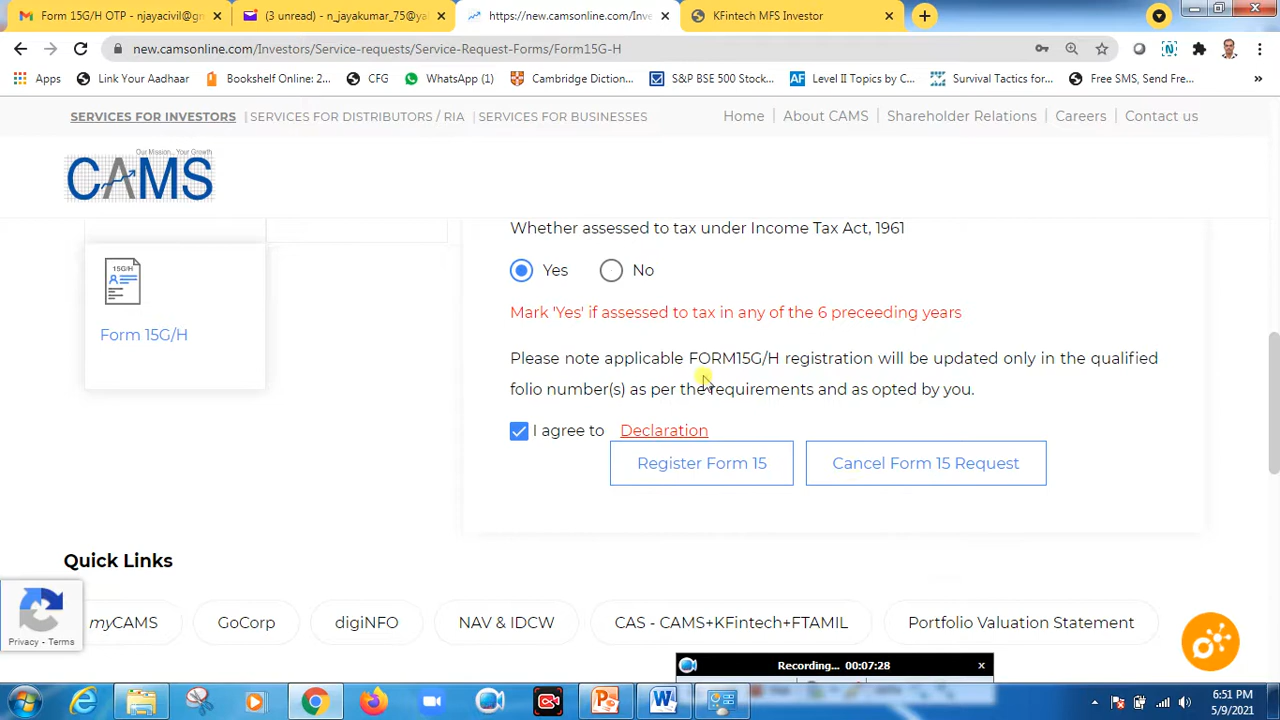 Form 15G/H OTP - njayacivil@gr
(3 unread) - n_jayakumar_75@ya
https://new.camsonline.com/Inve
KFintech MFS Investor
new.camsonline.com/Investors/Service-requests/Service-Request-Forms/Form15G-H
Apps
Link Your Aadhaar
Bookshelf Online: 2...
CFG
WhatsApp (1)
Cambridge Diction...
S&P BSE 500 Stock...
Level II Topics by C...
Survival Tactics for...
Free SMS, Send Fre...
SERVICES FOR INVESTORS | SERVICES FOR DISTRIBUTORS / RIA | SERVICES FOR BUSINESSES
Home | About CAMS | Shareholder Relations | Careers | Contact us
Our Mission... Your Growth
CAMS
Whether assessed to tax under Income Tax Act, 1961
15G/H
Yes No
Mark 'Yes' if assessed to tax in any of the 6 preceeding years
Form 15G/H
Please note applicable FORM15G/H registration will be updated only in the qualified
folio number(s) as per the requirements and as opted by you.
I agree to Declaration
Register Form 15
Cancel Form 15 Request
Quick Links
myCAMS
GoCorp
digiNFO
NAV & IDCW
CAS - CAMS+KFintech+FTAMIL
Portfolio Valuation Statement
Privacy - Terms
Recording... 00:07:28
6:51 PM
5/9/2021